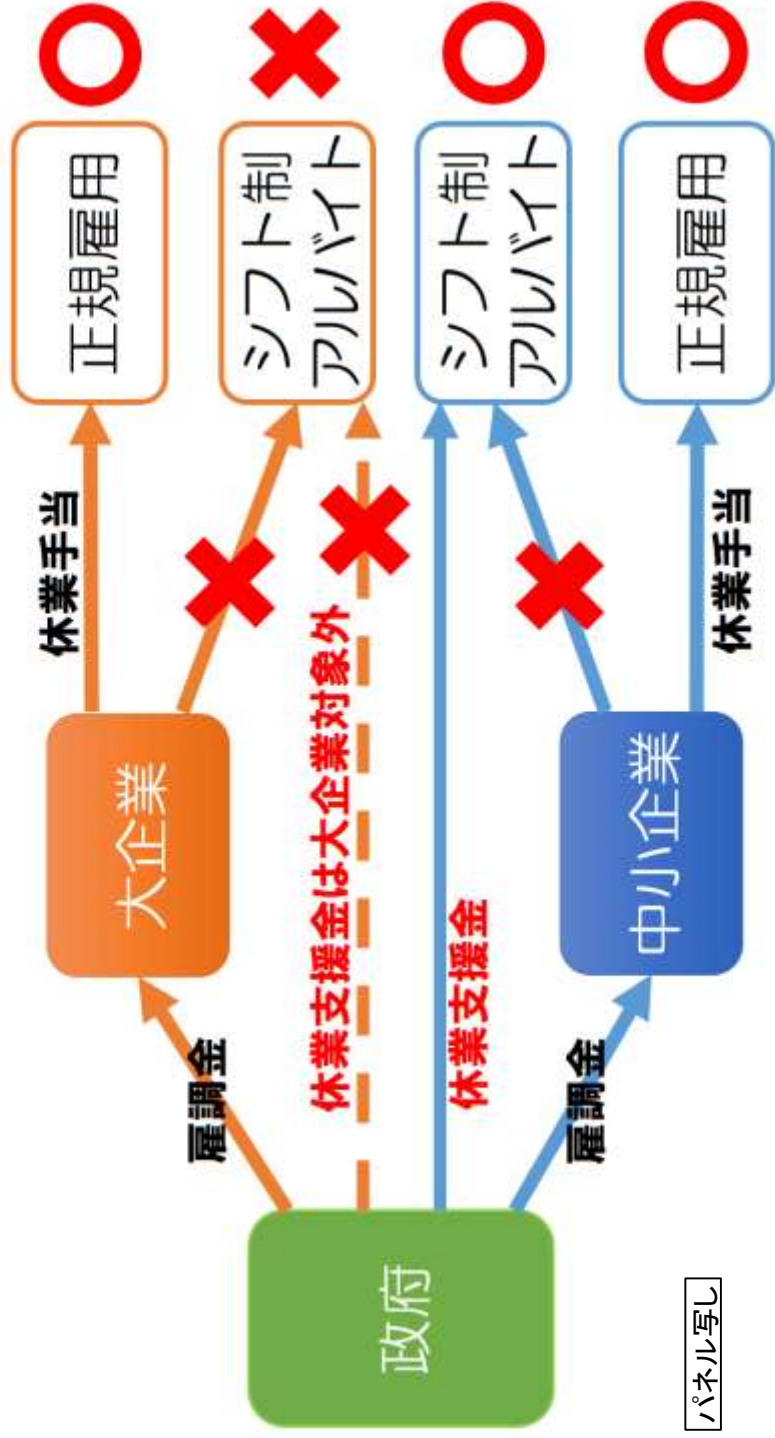 政府
雇調金
休業支援金は大企業対象外
休業支援金
雇調金
大企業
中小企業
休業手当
休業手当
正規雇用
シフト制
アルバイト
シフト制
アルバイト
正規雇用
パネル写し